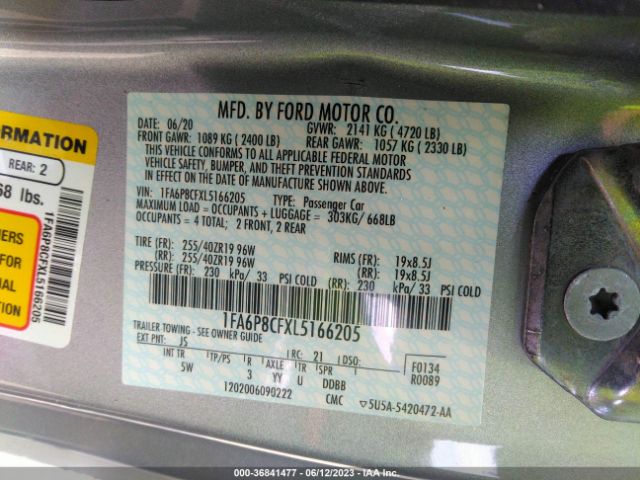 ORMATION
REAR: 2
68 lbs.
1FA6P8CFXL5166205
ERS
FOR
NAL
ION
MFD. BY FORD MOTOR CO.
DATE: 06/20 GVWR: 2141 KG ( 4720 LB)
FRONT GAWR: 1089 KG ( 2400 LB) REAR GAWR: 1057 KG ( 2330 LB)
THIS VEHICLE CONFORMS TO ALL APPLICABLE FEDERAL MOTOR
VEHICLE SAFETY, BUMPER, AND THEFT PREVENTION STANDARDS
IN EFFECT ON THE DATE OF MANUFACTURE SHOWN ABOVE.
VIN: 1FA6P8CFXL5166205 TYPE: Passenger Car
MAXIMUM LOAD = OCCUPANTS + LUGGAGE = 303KG/ 668LB
OCCUPANTS = 4 TOTAL; 2 FRONT, 2 REAR
TIRE (FR): 255/40ZR19 96W RIMS (FR): 19x8.5J
(RR): 255/40ZR19 96W (RR): 19x8.5J
PRESSURE (FR): 230 kPa/ 33 PSI COLD (RR): 230 kPa/ 33 PSI COLD
1FA6P8CFXL5166205
TRAILER TOWING - SEE OWNER GUIDE
EXT PNT: JS RC: 21 DSO: F0134
INT TR TP/PS R AXLE TR SPR R0089
5W 3 YY U DDBB
1202006090222 CMC 5U5A-5420472-AA
000-36841477 - 06/12/2023 - IAA Inc.